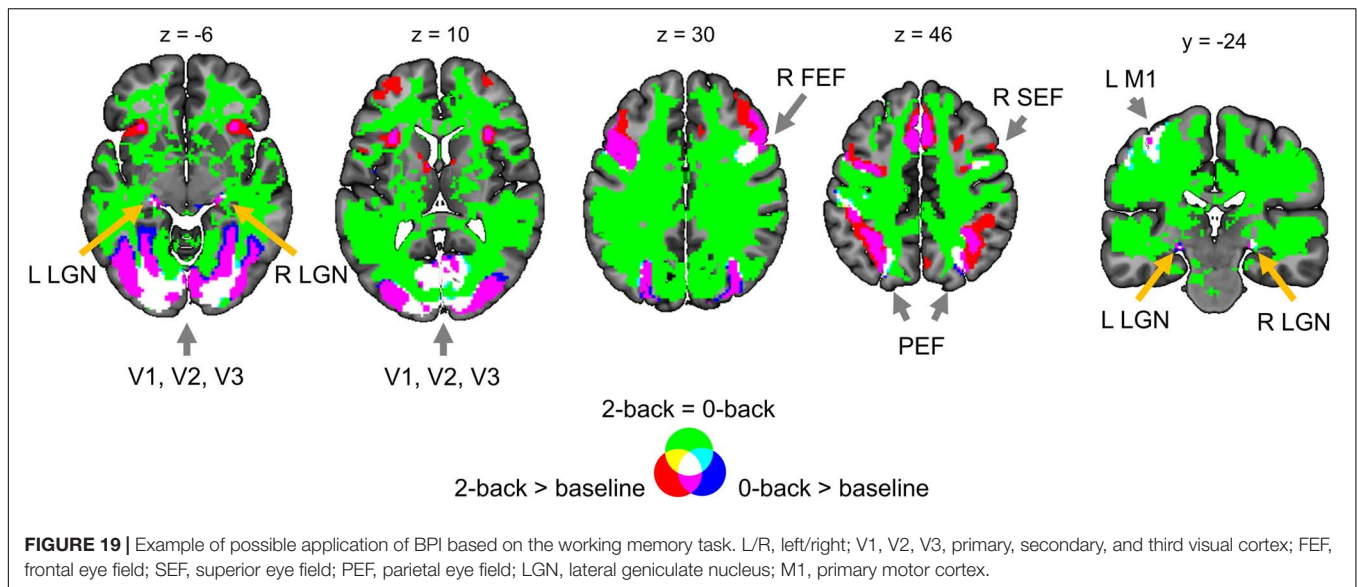 z = -6
z = 10
z = 30
z = 46
y = -24
R FEF
R SEF
L M1
L LGN
R LGN
V1, V2, V3
V1, V2, V3
PEF
L LGN
R LGN
2-back = 0-back
2-back > baseline
0-back > baseline
FIGURE 19 | Example of possible application of BPI based on the working memory task. L/R, left/right; V1, V2, V3, primary, secondary, and third visual cortex; FEF,
frontal eye field; SEF, superior eye field; PEF, parietal eye field; LGN, lateral geniculate nucleus; M1, primary motor cortex.